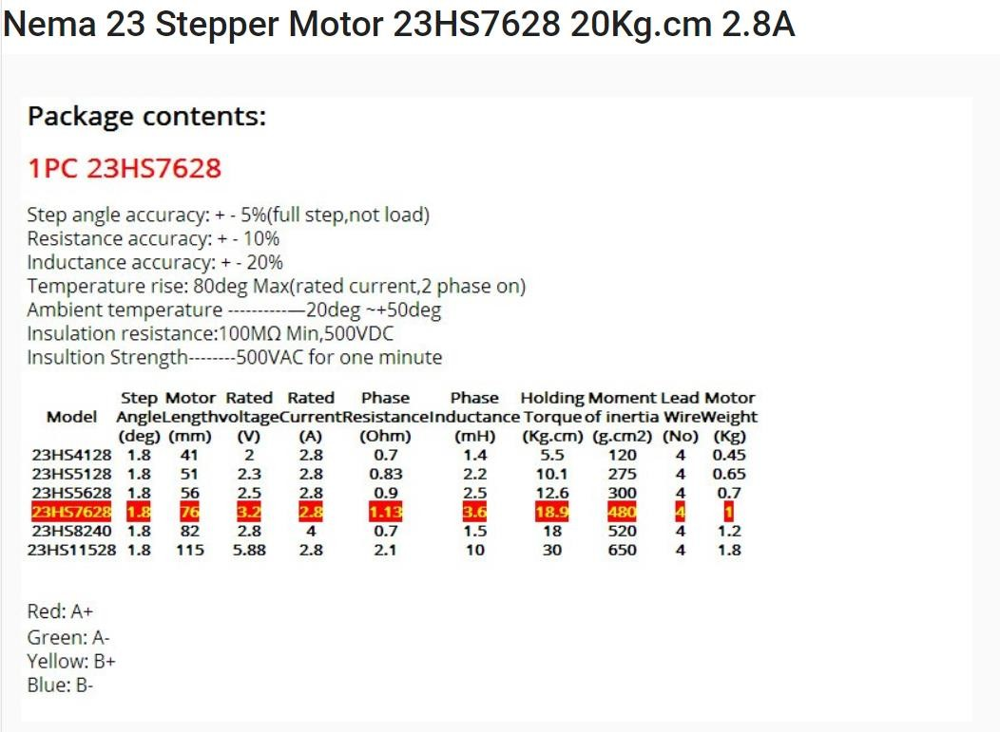 Nema 23 Stepper Motor 23HS7628 20Kg.cm 2.8A
Package contents:
1PC 23HS7628
Step angle accuracy: + - 5%(full step,not load)
Resistance accuracy: + - 10%
Inductance accuracy: + - 20%
Temperature rise: 80deg Max(rated current,2 phase on)
Ambient temperature ----------—20deg ~+50deg
Insulation resistance:100MΩ Min,500VDC
Insultion Strength--------500VAC for one minute
Step Motor Rated Rated Phase Phase Holding Moment Lead Motor
Model AngleLengthvoltageCurrentResistanceInductance Torque of inertia WireWeight
(deg) (mm) (V) (A) (Ohm) (mH) (Kg.cm) (g.cm2) (No) (Kg)
23HS4128 1.8 41 2 2.8 0.7 1.4 5.5 120 4 0.45
23HS5128 1.8 51 2.3 2.8 0.83 2.2 10.1 275 4 0.65
23HS5628 1.8 56 2.5 2.8 0.9 2.5 12.6 300 4 0.7
23HS7628 1.8 76 3.2 2.8 1.13 3.6 18.9 480 4 1
23HS8240 1.8 82 2.8 4 0.7 1.5 18 520 4 1.2
23HS11528 1.8 115 5.88 2.8 2.1 10 30 650 4 1.8
Red: A+
Green: A-
Yellow: B+
Blue: B-